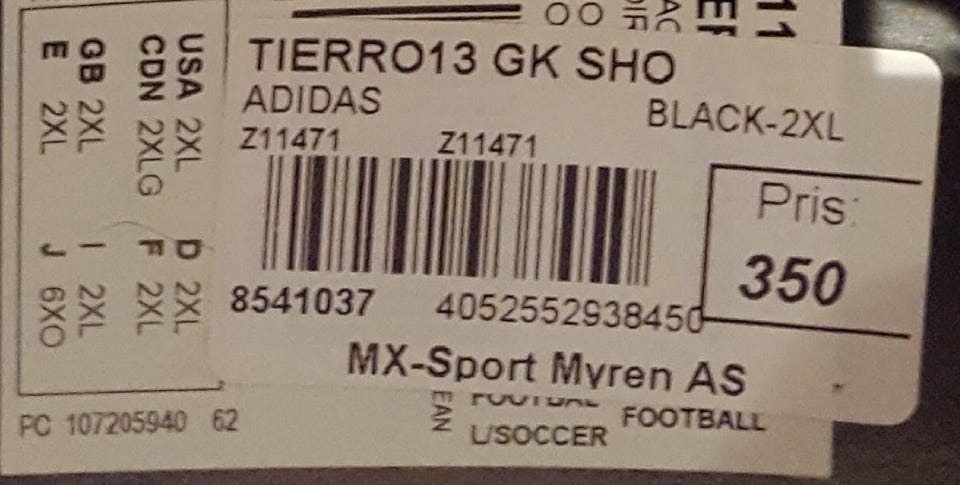 TIERRO13 GK SHO
ADIDAS
BLACK-2XL
Z11471 Z11471
Pris:
350
8541037 4052552938450
MX-Sport Myren AS
USA 2XL D 2XL
CDN 2XLG F 2XL
GB 2XL I 2XL
E 2XL J 6XO
PC 107205940 62
EAN
FOOTBALL
L/SOCCER